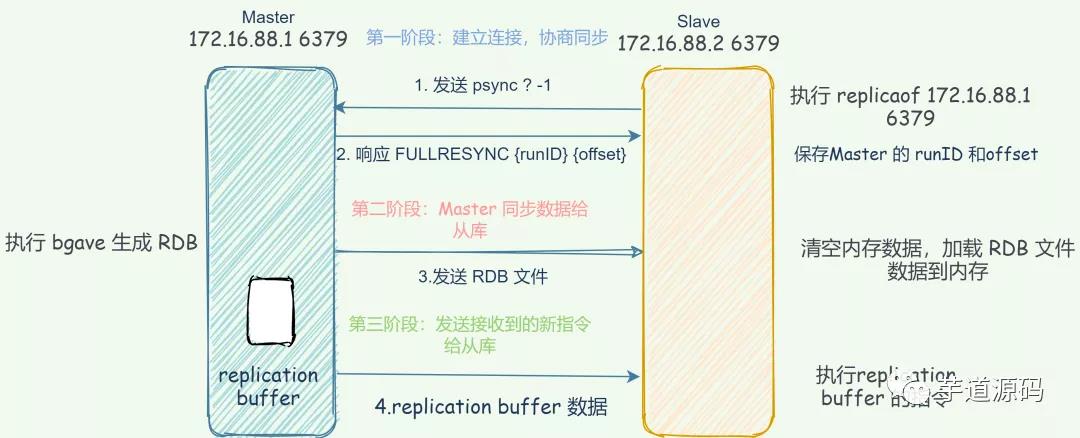 Master
172.16.88.1 6379
第一阶段：建立连接，协商同步
Slave
172.16.88.2 6379
1. 发送 psync ? -1
执行 replicaof 172.16.88.1
6379
2. 响应 FULLRESYNC {runID} {offset}
保存Master 的 runID 和offset
第二阶段：Master 同步数据给
从库
执行 bgave 生成 RDB
3.发送 RDB 文件
清空内存数据，加载 RDB 文件
数据到内存
第三阶段：发送接收到的新指令
给从库
replication
buffer
4.replication buffer 数据
执行replication
buffer 的指令
芋道源码